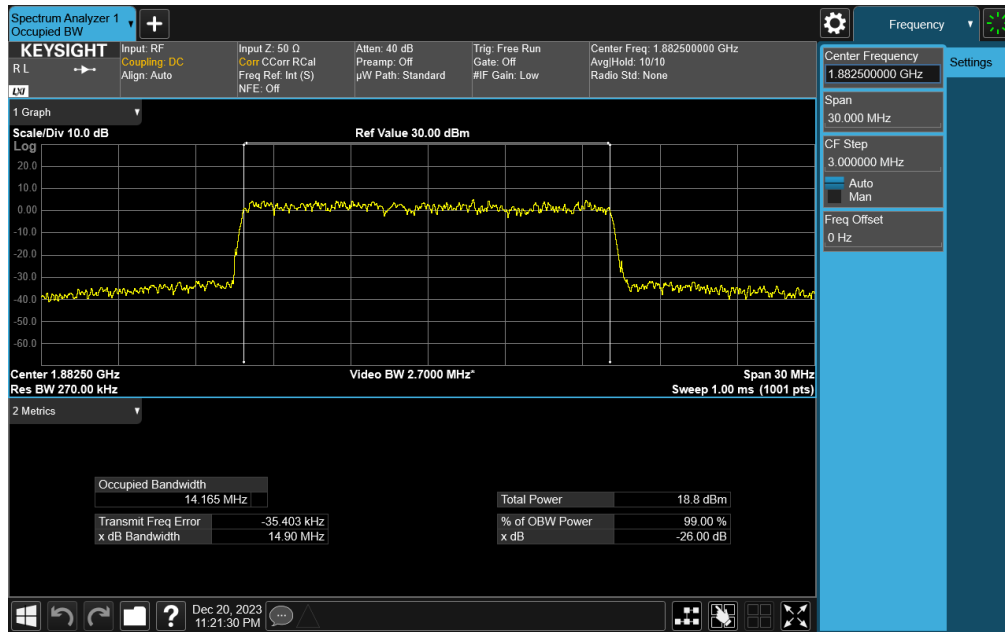 Spectrum Analyzer 1
Occupied BW
Frequency
KEYSIGHT
R L
LXI
Input: RF
Coupling: DC
Align: Auto
Input Z: 50 Ω
Corr CCorr RCal
Freq Ref: Int (S)
NFE: Off
Atten: 40 dB
Preamp: Off
µW Path: Standard
Trig: Free Run
Gate: Off
#IF Gain: Low
Center Freq: 1.882500000 GHz
Avg|Hold: 10/10
Radio Std: None
Center Frequency
1.882500000 GHz
Settings
Span
30.000 MHz
CF Step
3.000000 MHz
Auto
Man
Freq Offset
0 Hz
1 Graph
Scale/Div 10.0 dB
Ref Value 30.00 dBm
Log
20.0
10.0
0.00
-10.0
-20.0
-30.0
-40.0
-50.0
-60.0
Center 1.88250 GHz
Video BW 2.7000 MHz*
Span 30 MHz
Res BW 270.00 kHz
Sweep 1.00 ms (1001 pts)
2 Metrics
Occupied Bandwidth
14.165 MHz
Total Power 18.8 dBm
Transmit Freq Error -35.403 kHz
% of OBW Power 99.00 %
x dB Bandwidth 14.90 MHz
x dB -26.00 dB
?
Dec 20, 2023
11:21:30 PM